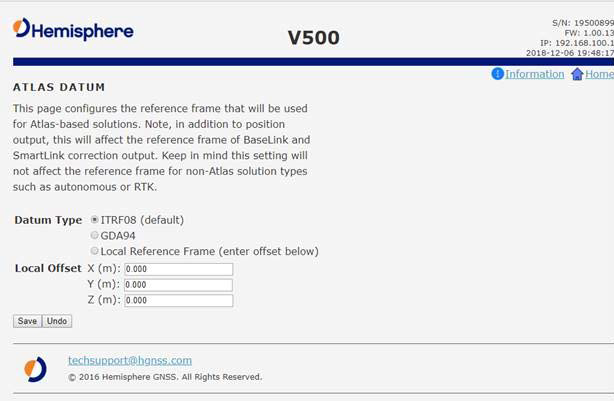 Hemisphere
V500
S/N: 19500899
FW: 1.00.13
IP: 192.168.100.1
2018-12-06 19:48:17
Information Home
ATLAS DATUM
This page configures the reference frame that will be used
for Atlas-based solutions. Note, in addition to position
output, this will affect the reference frame of BaseLink and
SmartLink correction output. Keep in mind this setting will
not affect the reference frame for non-Atlas solution types
such as autonomous or RTK.
Datum Type ITRF08 (default)
GDA94
Local Reference Frame (enter offset below)
Local Offset X (m): 0.000
Y (m): 0.000
Z (m): 0.000
Save Undo
techsupport@hgnss.com
© 2016 Hemisphere GNSS. All Rights Reserved.